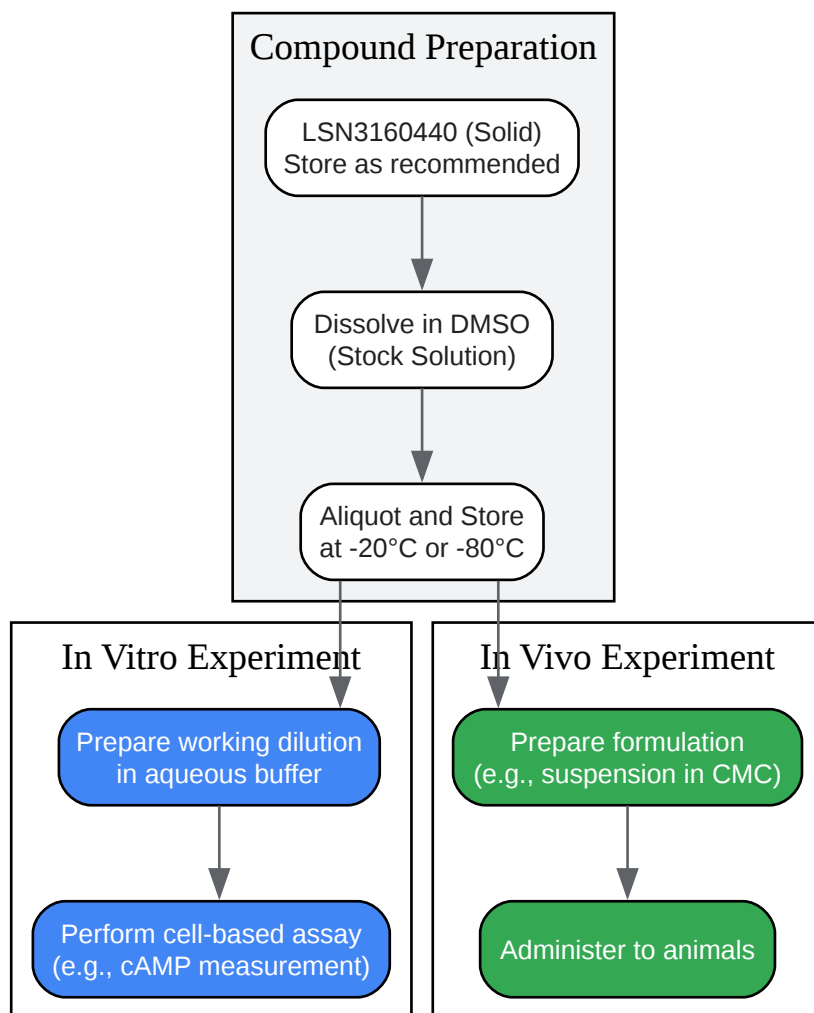 Compound Preparation
LSN3160440 (Solid)
Store as recommended
Dissolve in DMSO
(Stock Solution)
Aliquot and Store
at -20°C or -80°C
In Vitro Experiment
Prepare working dilution
in aqueous buffer
Perform cell-based assay
(e.g., cAMP measurement)
In Vivo Experiment
Prepare formulation
(e.g., suspension in CMC)
Administer to animals